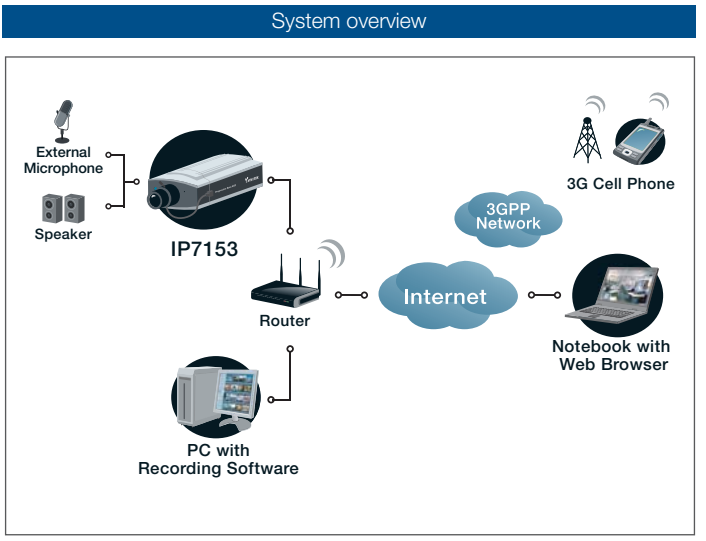 System overview
External
Microphone
Speaker
IP7153
3G Cell Phone
3GPP
Network
Router
Internet
Notebook with
Web Browser
PC with
Recording Software